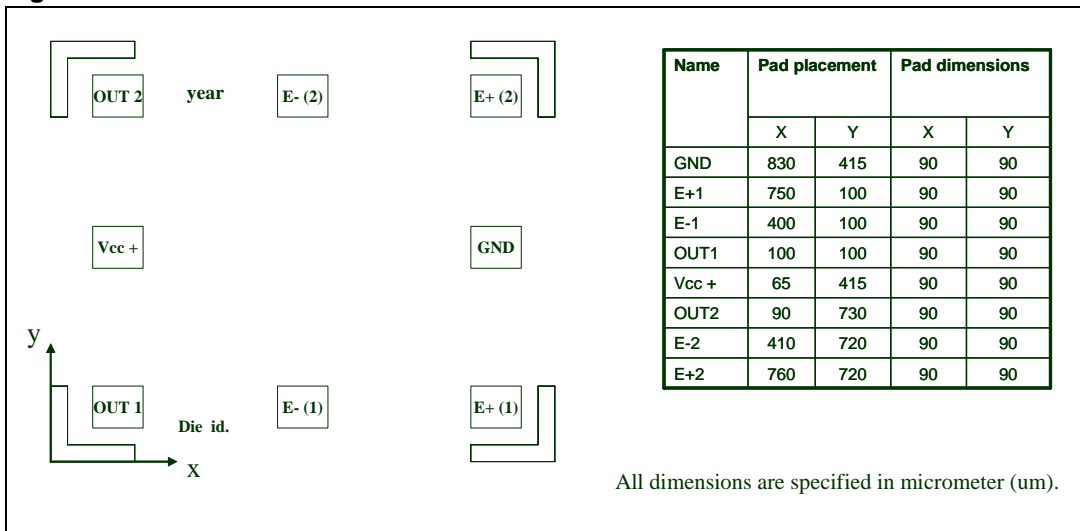 OUT 2 year E- (2) E+ (2)
Vcc + GND
y
OUT 1 Die id. E- (1) E+ (1)
x
Name Pad placement Pad dimensions
X Y X Y
GND 830 415 90 90
E+1 750 100 90 90
E-1 400 100 90 90
OUT1 100 100 90 90
Vcc + 65 415 90 90
OUT2 90 730 90 90
E-2 410 720 90 90
E+2 760 720 90 90
All dimensions are specified in micrometer (um).